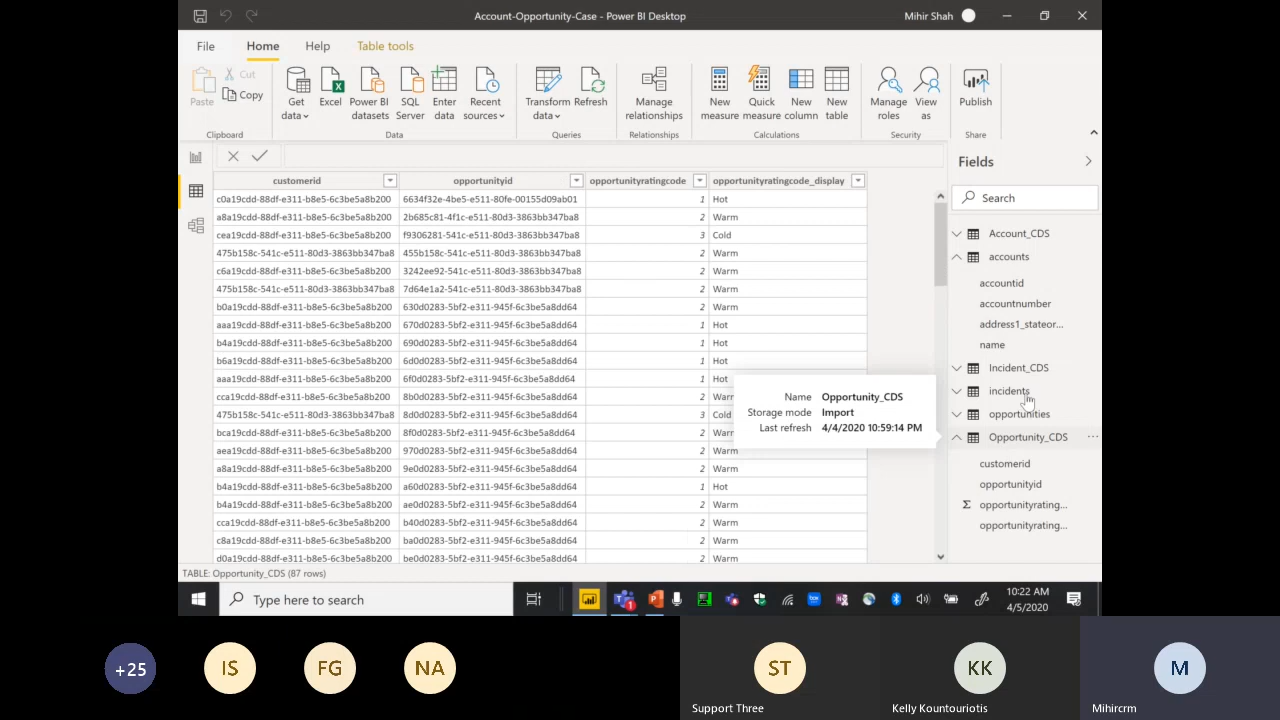 Account-Opportunity-Case - Power BI Desktop
Mihir Shah
File Home Help Table tools
Paste
Cut
Copy
Get data
Excel
Power BI datasets
SQL Server
Enter data
Recent sources
Transform data
Refresh
Manage relationships
New measure
Quick measure
New column
New table
Manage roles
View as
Publish
Clipboard Data Queries Relationships Calculations Security Share
customerid opportunityid opportunityratingcode opportunityratingcode_display
c0a19cdd-88df-e311-b8e5-6c3be5a8b200 6634f32e-4be5-e511-80fe-00155d09ab01 1 Hot
a8a19cdd-88df-e311-b8e5-6c3be5a8b200 2b685c81-4f1c-e511-80d3-3863bb347ba8 2 Warm
cea19cdd-88df-e311-b8e5-6c3be5a8b200 f9306281-541c-e511-80d3-3863bb347ba8 3 Cold
475b158c-541c-e511-80d3-3863bb347ba8 455b158c-541c-e511-80d3-3863bb347ba8 2 Warm
c6a19cdd-88df-e311-b8e5-6c3be5a8b200 3242ee92-541c-e511-80d3-3863bb347ba8 2 Warm
475b158c-541c-e511-80d3-3863bb347ba8 7d64e1a2-541c-e511-80d3-3863bb347ba8 2 Warm
b0a19cdd-88df-e311-b8e5-6c3be5a8b200 630d0283-5bf2-e311-945f-6c3be5a8dd64 2 Warm
aaa19cdd-88df-e311-b8e5-6c3be5a8b200 670d0283-5bf2-e311-945f-6c3be5a8dd64 1 Hot
b4a19cdd-88df-e311-b8e5-6c3be5a8b200 690d0283-5bf2-e311-945f-6c3be5a8dd64 1 Hot
b6a19cdd-88df-e311-b8e5-6c3be5a8b200 6d0d0283-5bf2-e311-945f-6c3be5a8dd64 1 Hot
aaa19cdd-88df-e311-b8e5-6c3be5a8b200 6f0d0283-5bf2-e311-945f-6c3be5a8dd64 1 Hot
cca19cdd-88df-e311-b8e5-6c3be5a8b200 8b0d0283-5bf2-e311-945f-6c3be5a8dd64 2 Warm
475b158c-541c-e511-80d3-3863bb347ba8 8d0d0283-5bf2-e311-945f-6c3be5a8dd64 3 Cold
bca19cdd-88df-e311-b8e5-6c3be5a8b200 8f0d0283-5bf2-e311-945f-6c3be5a8dd64 2 Warm
aea19cdd-88df-e311-b8e5-6c3be5a8b200 970d0283-5bf2-e311-945f-6c3be5a8dd64 2 Warm
a8a19cdd-88df-e311-b8e5-6c3be5a8b200 9e0d0283-5bf2-e311-945f-6c3be5a8dd64 2 Warm
b4a19cdd-88df-e311-b8e5-6c3be5a8b200 a60d0283-5bf2-e311-945f-6c3be5a8dd64 1 Hot
b4a19cdd-88df-e311-b8e5-6c3be5a8b200 ae0d0283-5bf2-e311-945f-6c3be5a8dd64 2 Warm
cca19cdd-88df-e311-b8e5-6c3be5a8b200 b40d0283-5bf2-e311-945f-6c3be5a8dd64 2 Warm
c8a19cdd-88df-e311-b8e5-6c3be5a8b200 ba0d0283-5bf2-e311-945f-6c3be5a8dd64 2 Warm
d0a19cdd-88df-e311-b8e5-6c3be5a8b200 be0d0283-5bf2-e311-945f-6c3be5a8dd64 2 Warm
Name Opportunity_CDS
Storage mode Import
Last refresh 4/4/2020 10:59:14 PM
Fields
Search
Account_CDS
accounts
accountid
accountnumber
address1_stateor...
name
Incident_CDS
incidents
opportunities
Opportunity_CDS ...
customerid
opportunityid
Σ opportunityrating...
opportunityrating...
TABLE: Opportunity_CDS (87 rows)
Type here to search
10:22 AM
4/5/2020
+25 IS FG NA ST KK M
Support Three Kelly Kountouriotis Mihircrm